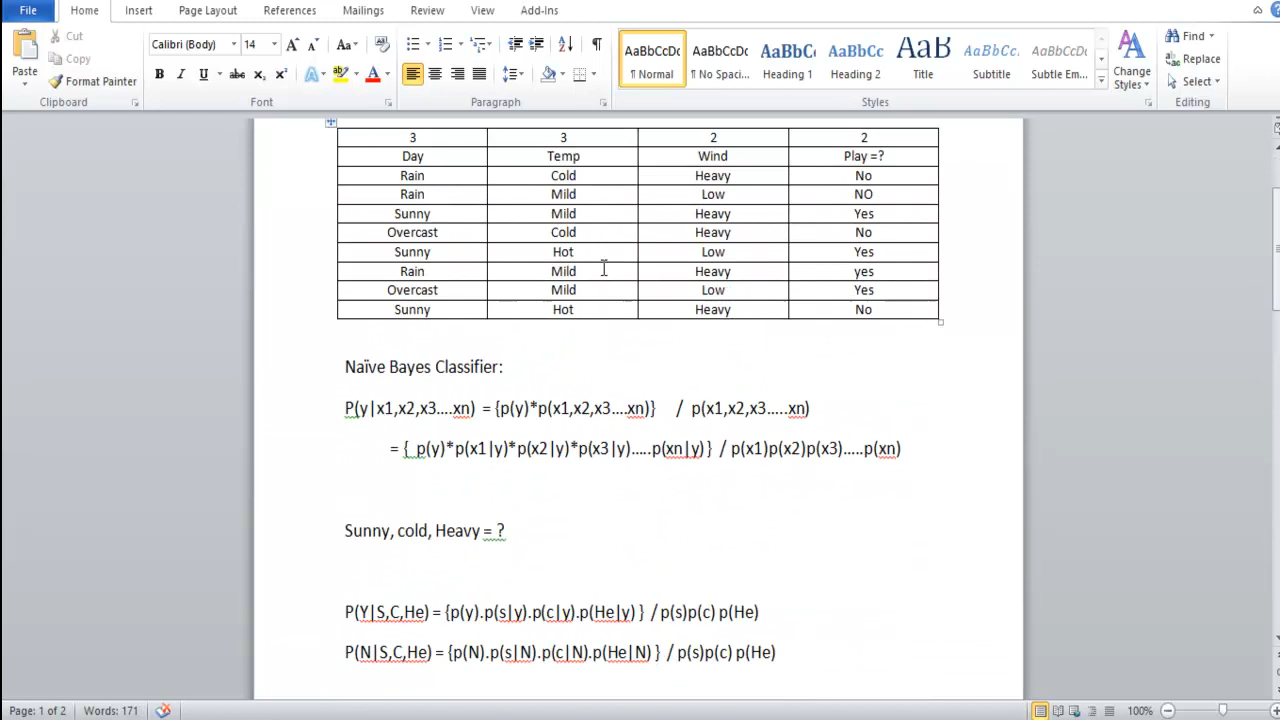 File Home Insert Page Layout References Mailings Review View Add-Ins
Cut
Copy
Format Painter
Paste
Calibri (Body) 14
AaBbCcDc AaBbCcDc AaBbCc AaBbCc AaB AaBbCc. AaBbCcDc
¶ Normal ¶ No Spaci... Heading 1 Heading 2 Title Subtitle Subtle Em...
Change Styles
Find
Replace
Select
Clipboard Font Paragraph Styles Editing
3 3 2 2
Day Temp Wind Play =?
Rain Cold Heavy No
Rain Mild Low NO
Sunny Mild Heavy Yes
Overcast Cold Heavy No
Sunny Hot Low Yes
Rain Mild Heavy yes
Overcast Mild Low Yes
Sunny Hot Heavy No
Naïve Bayes Classifier:
P(y|x1,x2,x3....xn) = {p(y)*p(x1,x2,x3....xn)} / p(x1,x2,x3.....xn)
= { p(y)*p(x1|y)*p(x2|y)*p(x3|y).....p(xn|y)} / p(x1)p(x2)p(x3).....p(xn)
Sunny, cold, Heavy = ?
P(Y|S,C,He) = {p(y).p(s|y).p(c|y).p(He|y) } / p(s)p(c) p(He)
P(N|S,C,He) = {p(N).p(s|N).p(c|N).p(He|N) } / p(s)p(c) p(He)
Page: 1 of 2 Words: 171 100%